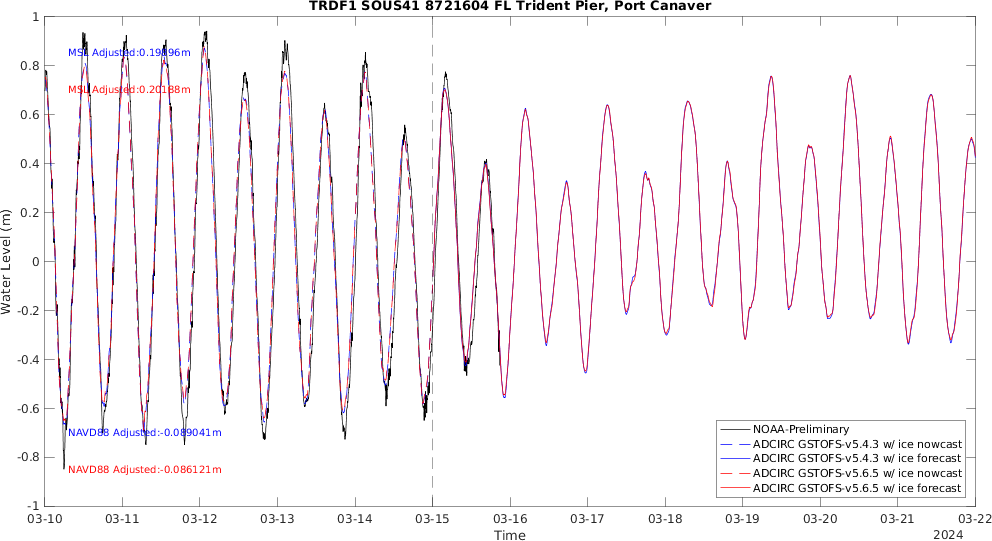 TRDF1 SOUS41 8721604 FL Trident Pier, Port Canaver
1
0.8
0.6
0.4
0.2
0
-0.2
-0.4
-0.6
-0.8
-1
Water Level (m)
MSL Adjusted:0.19896m
MSL Adjusted:0.20188m
NAVD88 Adjusted:-0.089041m
NAVD88 Adjusted:-0.086121m
NOAA-Preliminary
ADCIRC GSTOFS-v5.4.3 w/ ice nowcast
ADCIRC GSTOFS-v5.4.3 w/ ice forecast
ADCIRC GSTOFS-v5.6.5 w/ ice nowcast
ADCIRC GSTOFS-v5.6.5 w/ ice forecast
03-10 03-11 03-12 03-13 03-14 03-15 03-16 03-17 03-18 03-19 03-20 03-21 03-22
Time
2024